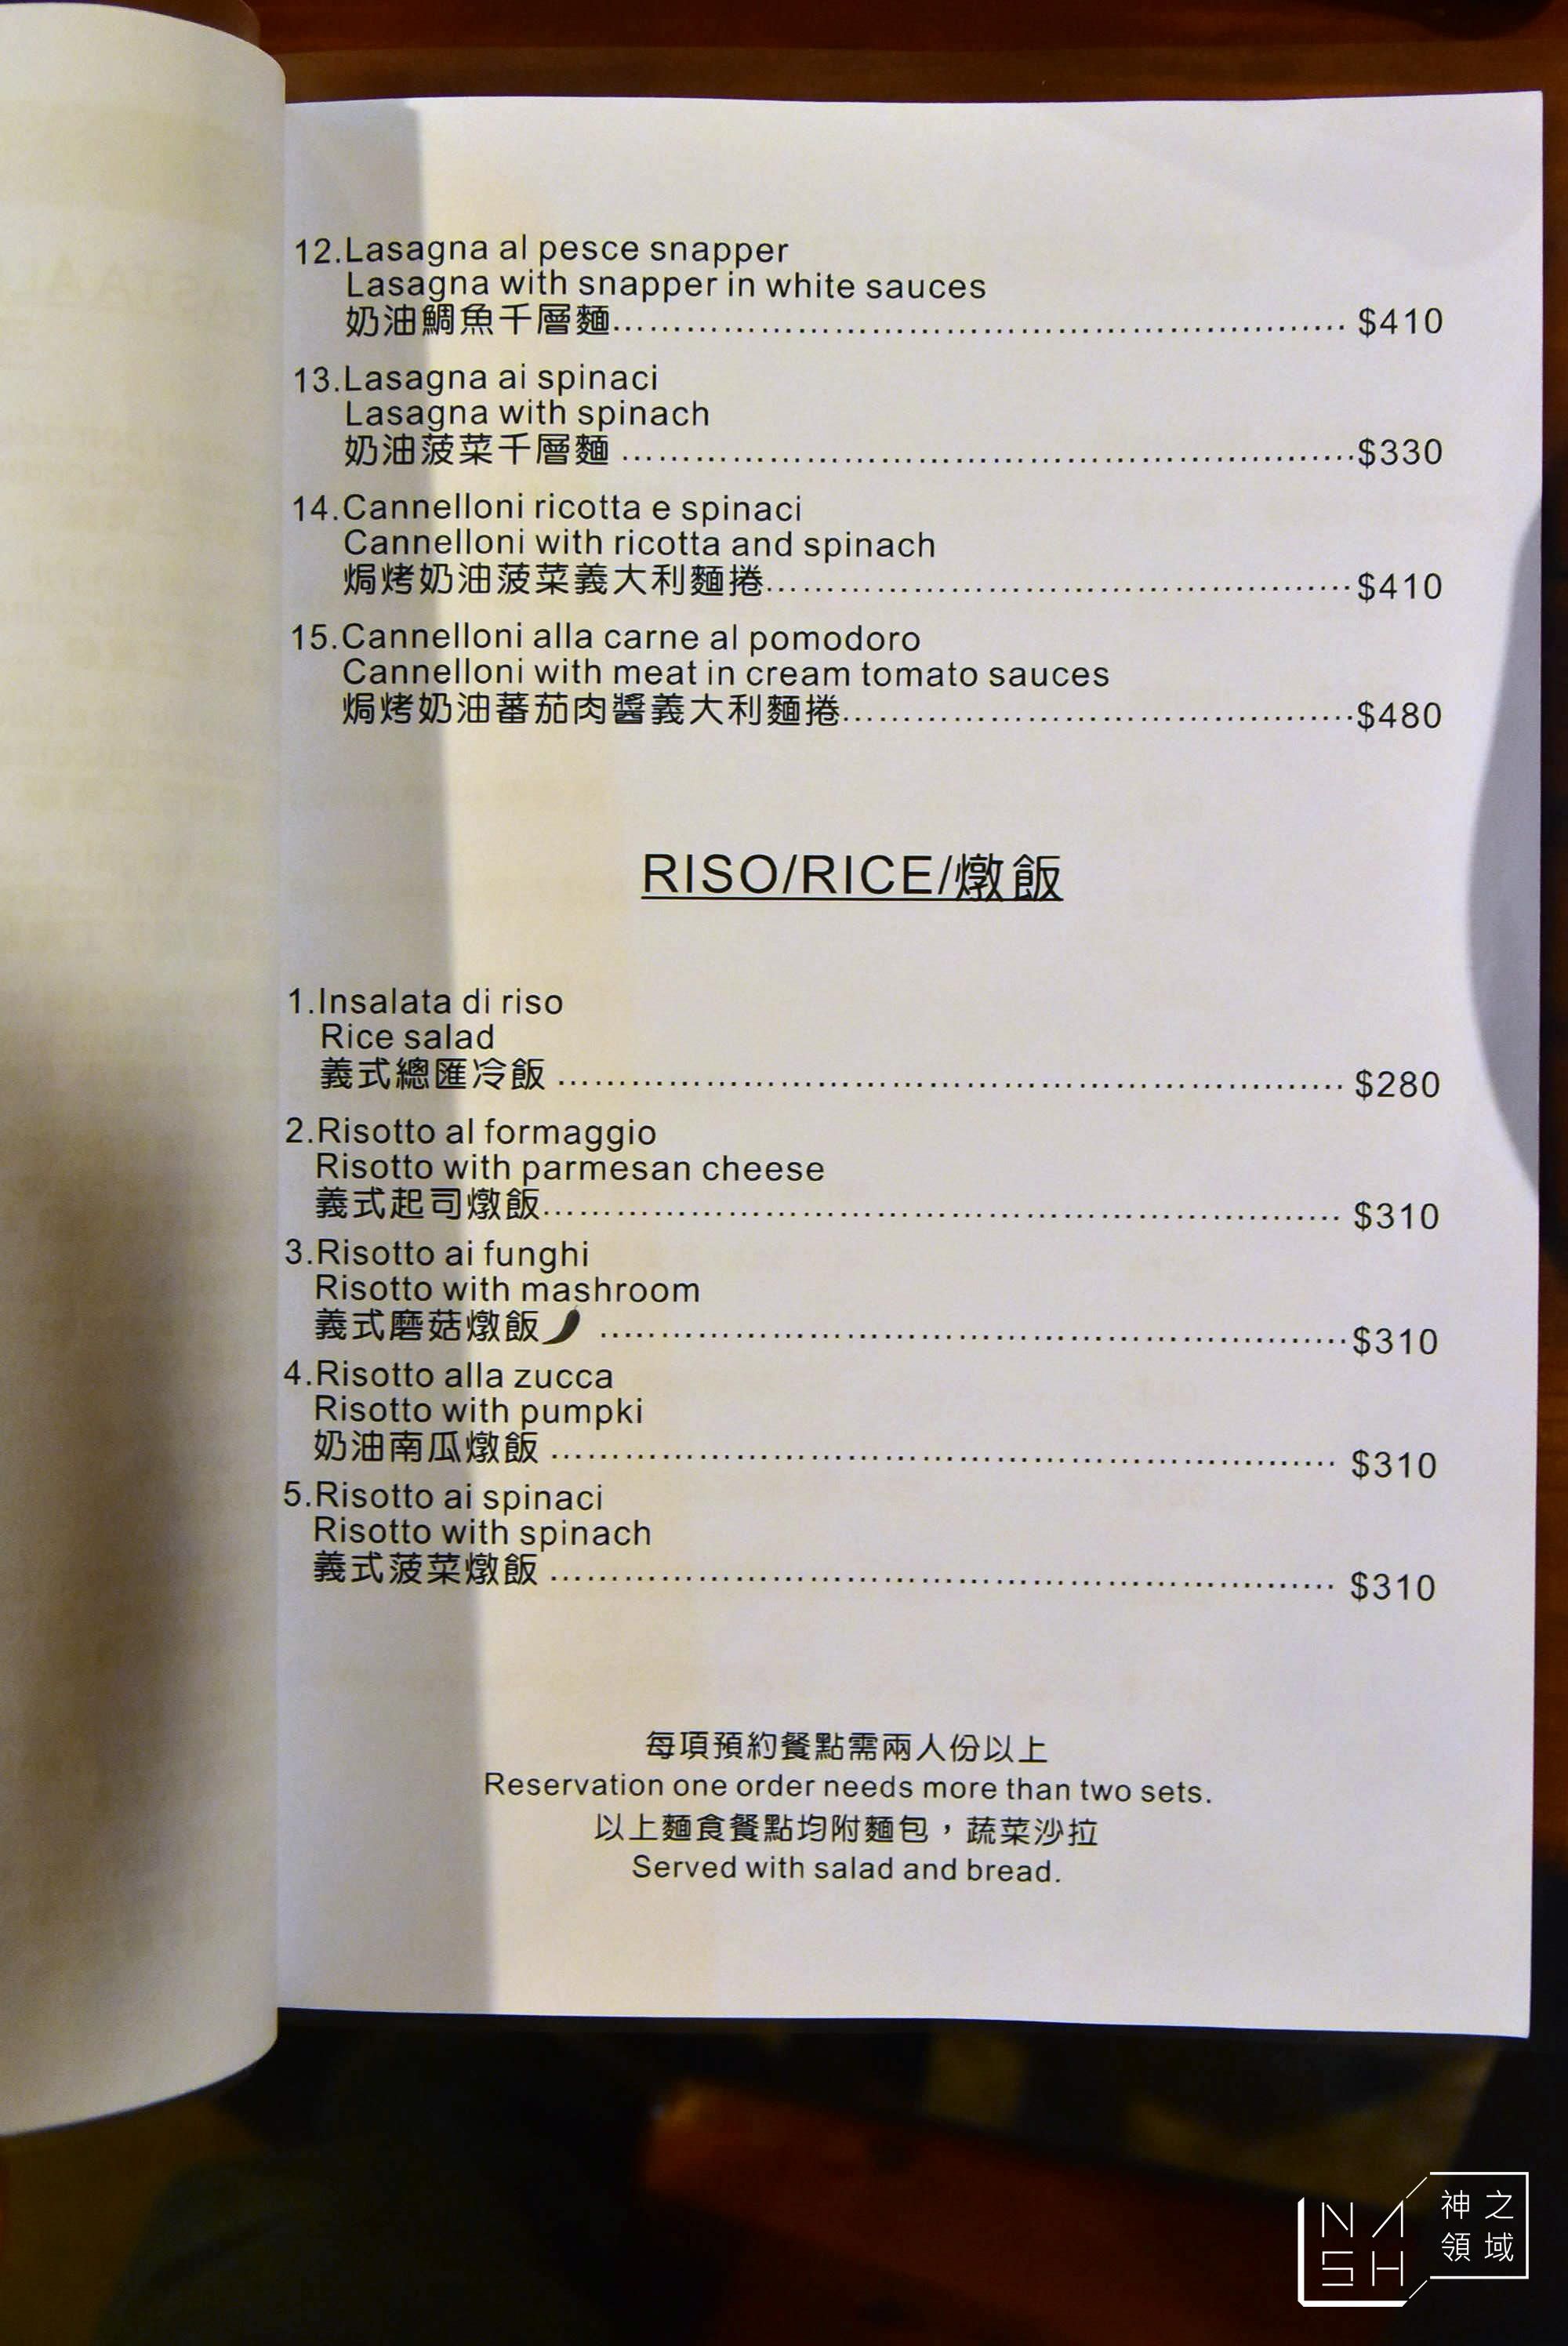 12.Lasagna al pesce snapper
Lasagna with snapper in white sauces
奶油鯛魚千層麵.......................................................... $410
13.Lasagna ai spinaci
Lasagna with spinach
奶油菠菜千層麵 ..........................................................$330
14.Cannelloni ricotta e spinaci
Cannelloni with ricotta and spinach
焗烤奶油菠菜義大利麵捲..............................................$410
15.Cannelloni alla carne al pomodoro
Cannelloni with meat in cream tomato sauces
焗烤奶油蕃茄肉醬義大利麵捲........................................$480
RISO/RICE/燉飯
1.Insalata di riso
Rice salad
義式總匯冷飯 .............................................................. $280
2.Risotto al formaggio
Risotto with parmesan cheese
義式起司燉飯............................................................... $310
3.Risotto ai funghi
Risotto with mashroom
義式磨菇燉飯 ...........................................................$310
4.Risotto alla zucca
Risotto with pumpki
奶油南瓜燉飯 .............................................................. $310
5.Risotto ai spinaci
Risotto with spinach
義式菠菜燉飯 .............................................................. $310
每項預約餐點需兩人份以上
Reservation one order needs more than two sets.
以上麵食餐點均附麵包，蔬菜沙拉
Served with salad and bread.
NASH
神之
領域